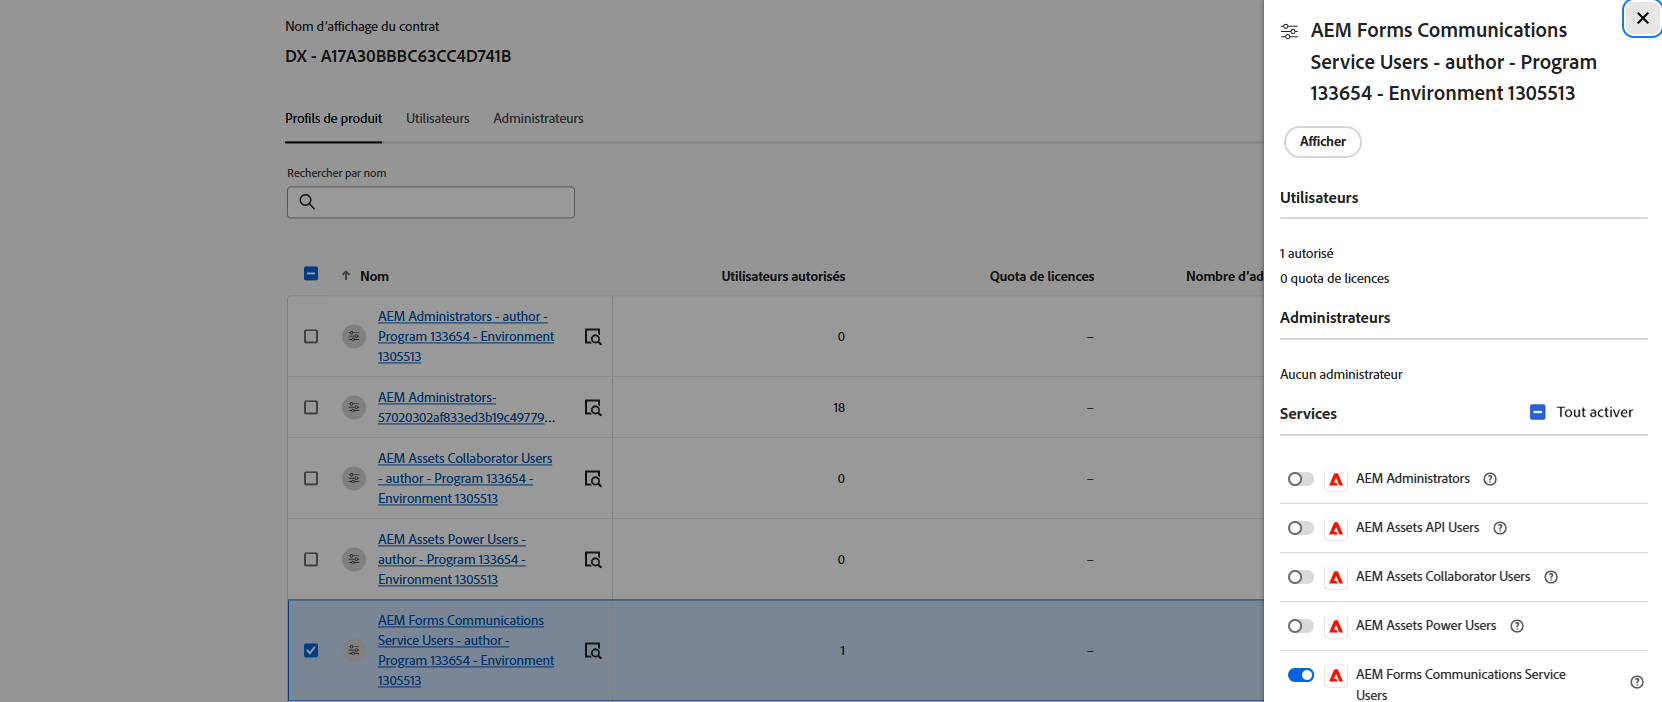 Nom d'affichage du contrat
DX - A17A30BBBC63CC4D741B
Profils de produit
Utilisateurs
Administrateurs
Rechercher par nom
Nom
Utilisateurs autorisés
Quota de licences
Nombre d'ad
AEM Administrators - author -
Program 133654 - Environment
1305513
0
–
AEM Administrators-
57020302af833ed3b19c49779...
18
–
AEM Assets Collaborator Users
- author - Program 133654 -
Environment 1305513
0
–
AEM Assets Power Users -
author - Program 133654 -
Environment 1305513
0
–
AEM Forms Communications
Service Users - author -
Program 133654 - Environment
1305513
1
–
AEM Forms Communications
Service Users - author - Program
133654 - Environment 1305513
Afficher
Utilisateurs
1 autorisé
0 quota de licences
Administrateurs
Aucun administrateur
Services
Tout activer
AEM Administrators
AEM Assets API Users
AEM Assets Collaborator Users
AEM Assets Power Users
AEM Forms Communications Service
Users